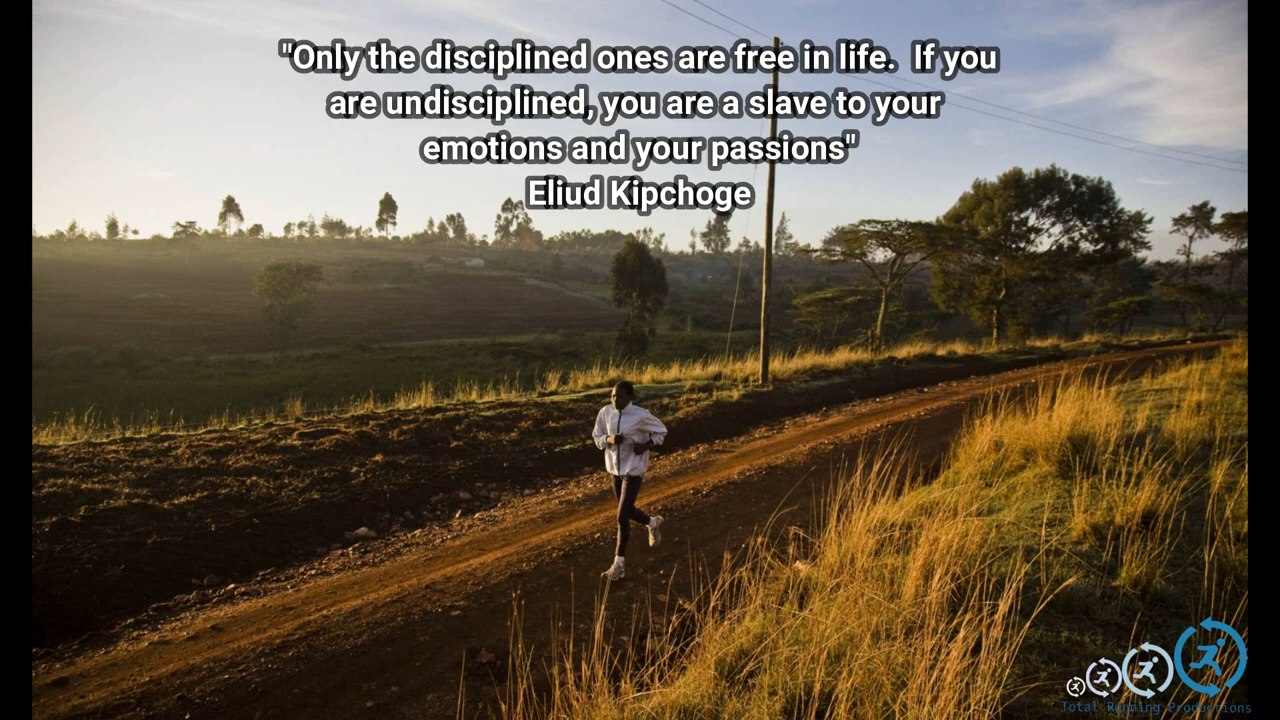 "Only the disciplined ones are free in life.  If you
are undisciplined, you are a slave to your
emotions and your passions"
Eliud Kipchoge
Total Running Productions